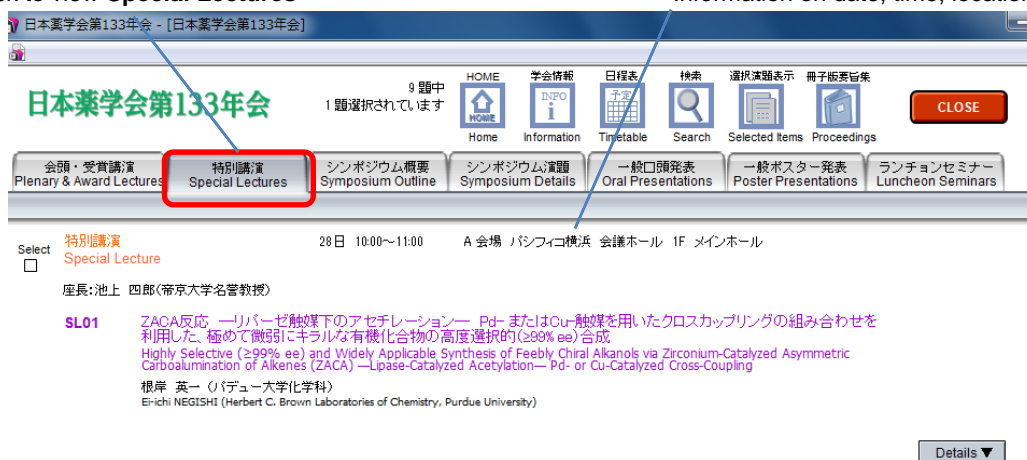 Special Lectures
information on date, time, location
日本薬学会第133年会 - [日本薬学会第133年会]
日本薬学会第133年会
9 題中
1 題選択されています
HOME
HOME
Home
学会情報
INFO
i
Information
日程表
予定
Timetable
検索
Search
選択演題表示
Selected Items
冊子版要旨集
Proceedings
CLOSE
会頭・受賞講演
Plenary & Award Lectures
特別講演
Special Lectures
シンポジウム概要
Symposium Outline
シンポジウム演題
Symposium Details
一般口頭発表
Oral Presentations
一般ポスター発表
Poster Presentations
ランチョンセミナー
Luncheon Seminars
Select
特別講演 28日 10:00～11:00 A 会場 パシフィコ横浜 会議ホール 1F メインホール
Special Lecture
座長:池上 四郎(帝京大学名誉教授)
SL01 ZACA反応 ―リパーゼ触媒下のアセチレーション― Pd- またはCu-触媒を用いたクロスカップリングの組み合わせを
利用した、極めて微弱にキラルな有機化合物の高度選択的(≥99% ee)合成
Highly Selective (≥99% ee) and Widely Applicable Synthesis of Feebly Chiral Alkanols via Zirconium-Catalyzed Asymmetric
Carboalumination of Alkenes (ZACA) ―Lipase-Catalyzed Acetylation― Pd- or Cu-Catalyzed Cross-Coupling
根岸 英一 (パデュー大学化学科)
Ei-ichi NEGISHI (Herbert C. Brown Laboratories of Chemistry, Purdue University)
Details ▼